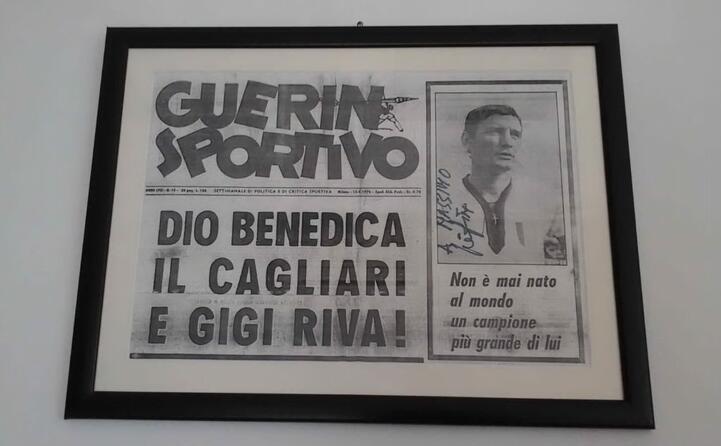 GUERIN
SPORTIVO
SETTIMANALE DI POLITICA E DI CRITICA SPORTIVA
DIO BENEDICA
IL CAGLIARI
E GIGI RIVA!
A MASSIMO
Non è mai nato
al mondo
un campione
più grande di lui